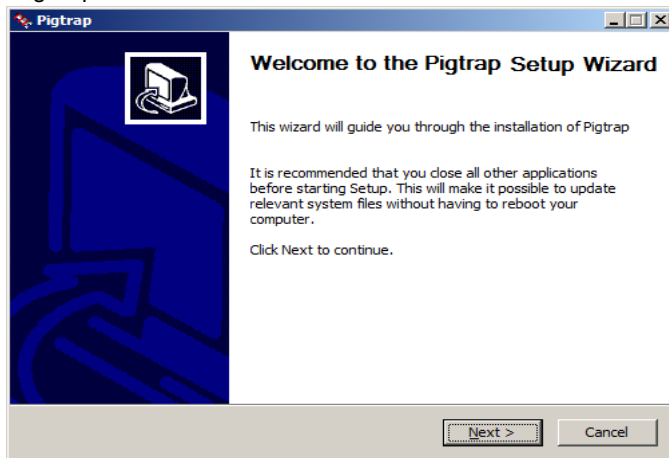 Pigtrap
Welcome to the Pigtrap Setup Wizard
This wizard will guide you through the installation of Pigtrap
It is recommended that you close all other applications
before starting Setup. This will make it possible to update
relevant system files without having to reboot your
computer.
Click Next to continue.
Next >
Cancel